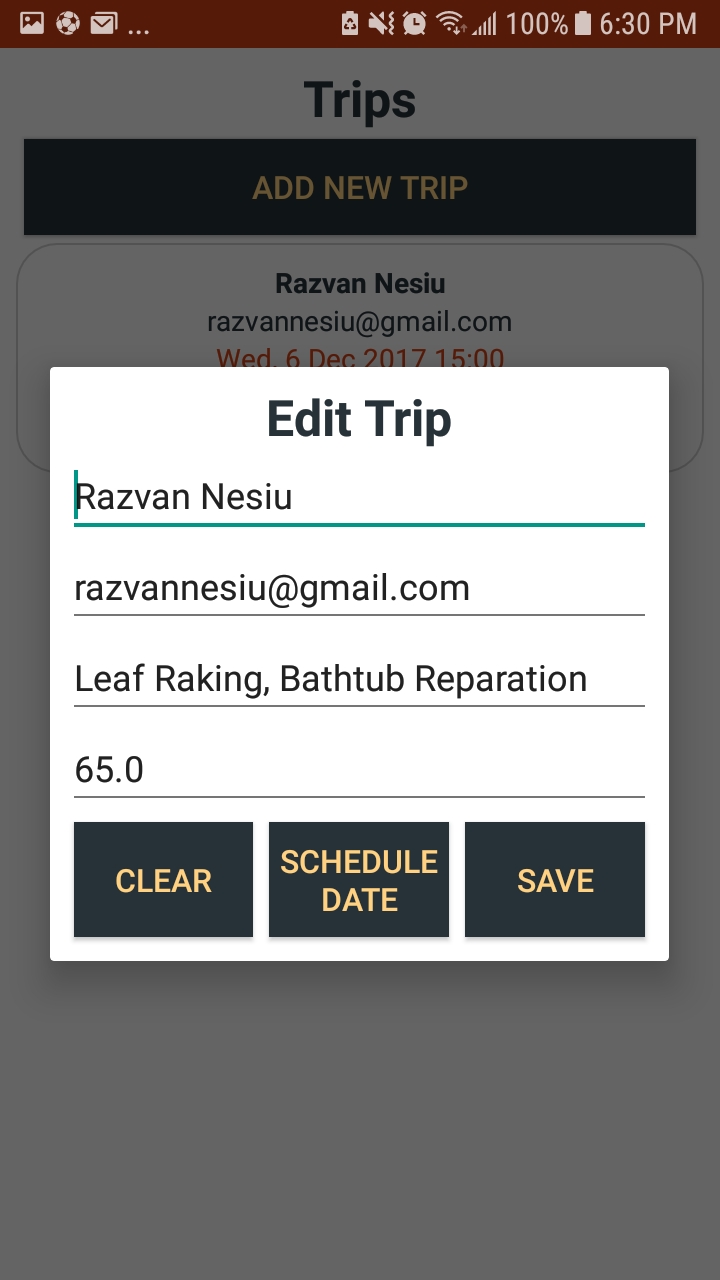 ... 100% 6:30 PM
Trips
ADD NEW TRIP
Razvan Nesiu
razvannesiu@gmail.com
Wed, 6 Dec 2017 15:00
Edit Trip
Razvan Nesiu
razvannesiu@gmail.com
Leaf Raking, Bathtub Reparation
65.0
CLEAR
SCHEDULE
DATE
SAVE